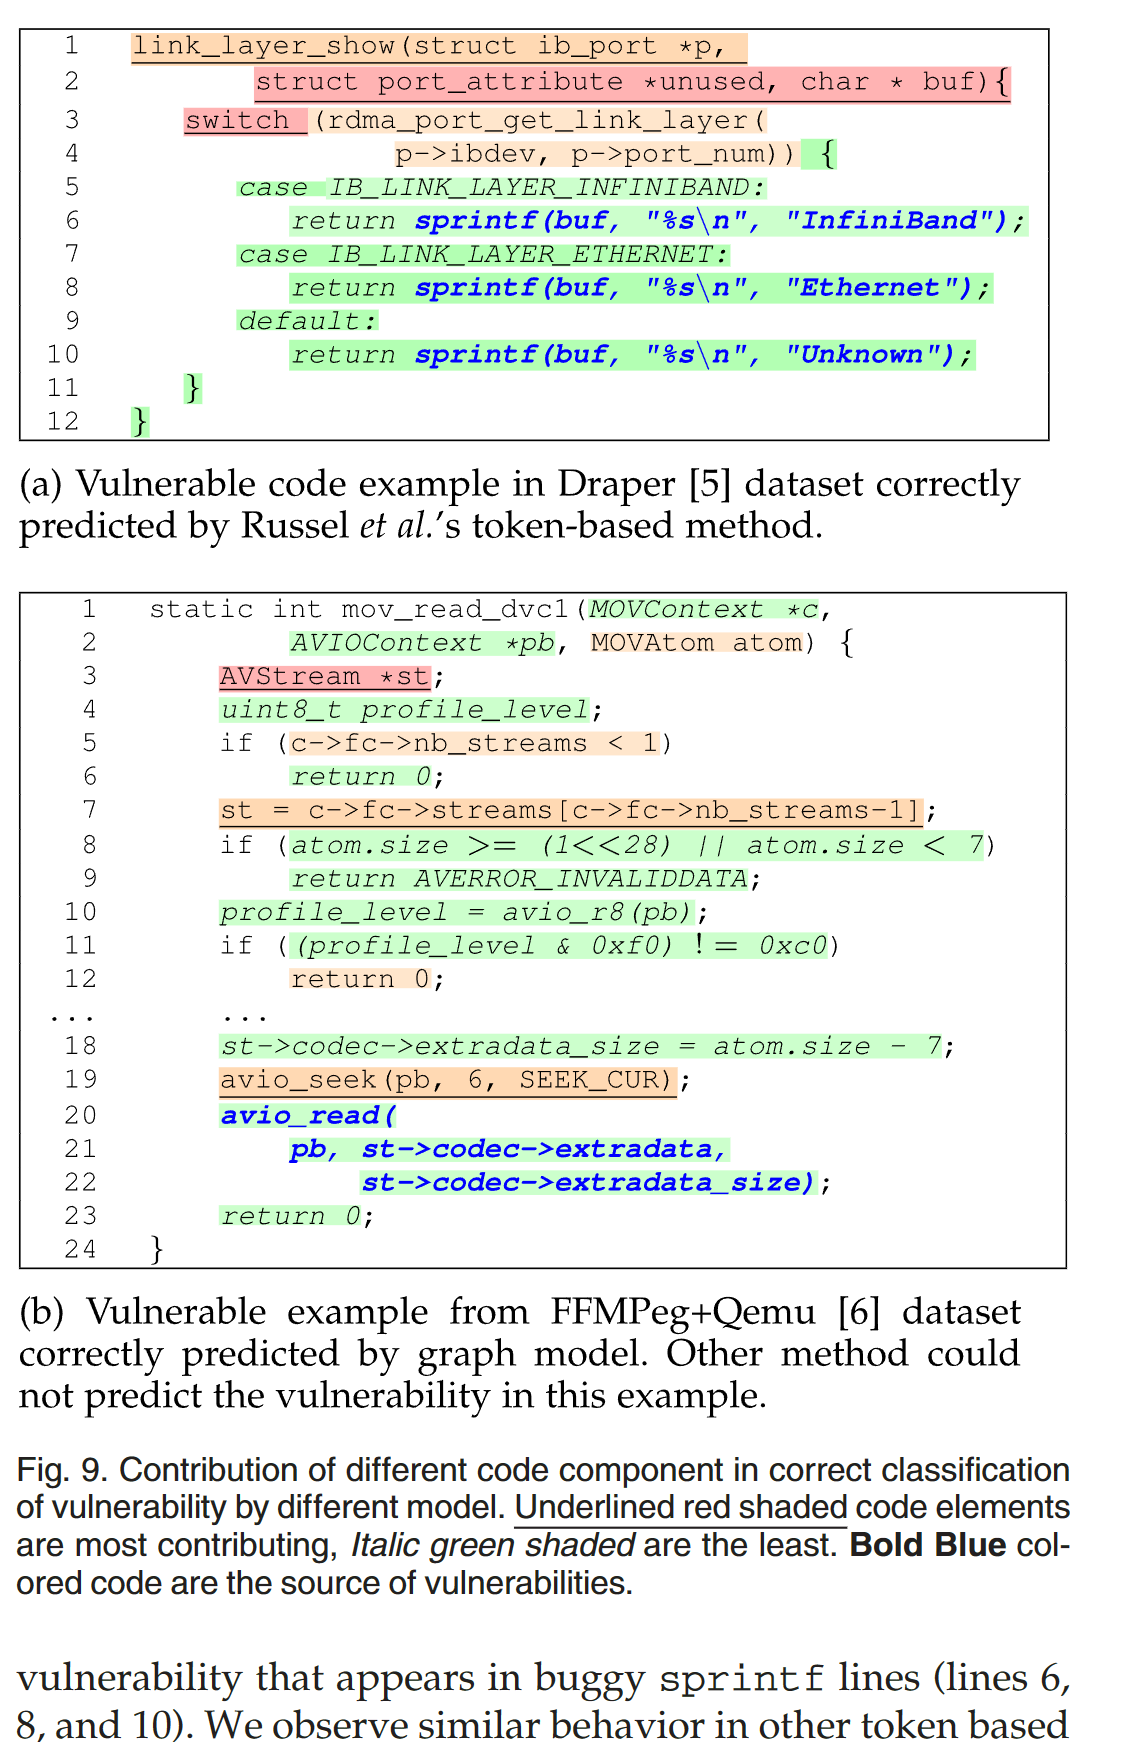 1 link_layer_show(struct ib_port *p,
2 struct port_attribute *unused, char * buf){
3 switch (rdma_port_get_link_layer(
4 p->ibdev, p->port_num)) {
5 case IB_LINK_LAYER_INFINIBAND:
6 return sprintf(buf, "%s\n", "InfiniBand");
7 case IB_LINK_LAYER_ETHERNET:
8 return sprintf(buf, "%s\n", "Ethernet");
9 default:
10 return sprintf(buf, "%s\n", "Unknown");
11 }
12 }
(a) Vulnerable code example in Draper [5] dataset correctly
predicted by Russel et al.’s token-based method.
1 static int mov_read_dvc1(MOVContext *c,
2 AVIOContext *pb, MOVAtom atom) {
3 AVStream *st;
4 uint8_t profile_level;
5 if (c->fc->nb_streams < 1)
6 return 0;
7 st = c->fc->streams[c->fc->nb_streams-1];
8 if (atom.size >= (1<<28) || atom.size < 7)
9 return AVERROR_INVALIDDATA;
10 profile_level = avio_r8(pb);
11 if ((profile_level & 0xf0) != 0xc0)
12 return 0;
... ...
18 st->codec->extradata_size = atom.size - 7;
19 avio_seek(pb, 6, SEEK_CUR);
20 avio_read(
21 pb, st->codec->extradata,
22 st->codec->extradata_size);
23 return 0;
24 }
(b) Vulnerable example from FFMPeg+Qemu [6] dataset
correctly predicted by graph model. Other method could
not predict the vulnerability in this example.
Fig. 9. Contribution of different code component in correct classification
of vulnerability by different model. Underlined red shaded code elements
are most contributing, Italic green shaded are the least. Bold Blue col-
ored code are the source of vulnerabilities.
vulnerability that appears in buggy sprintf lines (lines 6,
8, and 10). We observe similar behavior in other token based